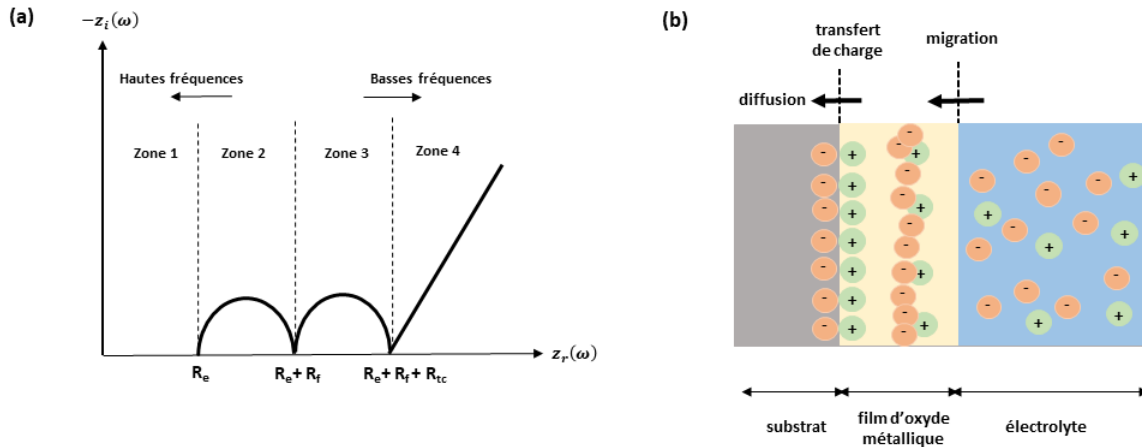 (a)
−z_i(ω)
Hautes fréquences
Basses fréquences
Zone 1
Zone 2
Zone 3
Zone 4
z_r(ω)
R_e
R_e+ R_f
R_e+ R_f + R_tc
(b)
transfert
de charge
migration
diffusion
substrat
film d'oxyde
métallique
électrolyte